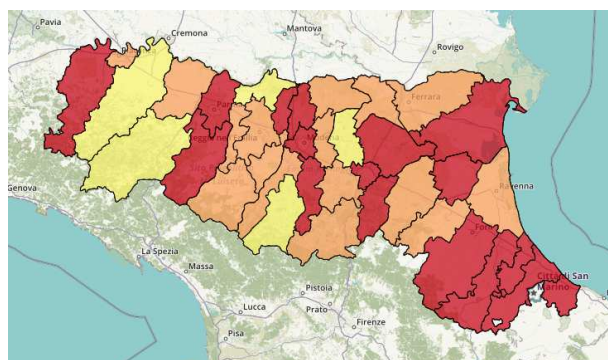 Pavia
Cremona
Mantova
Rovigo
Ferrara
Genova
Ravenna
La Spezia
Massa
Città di San
Marino
Pistoia
Lucca
Prato
Pisa
Firenze